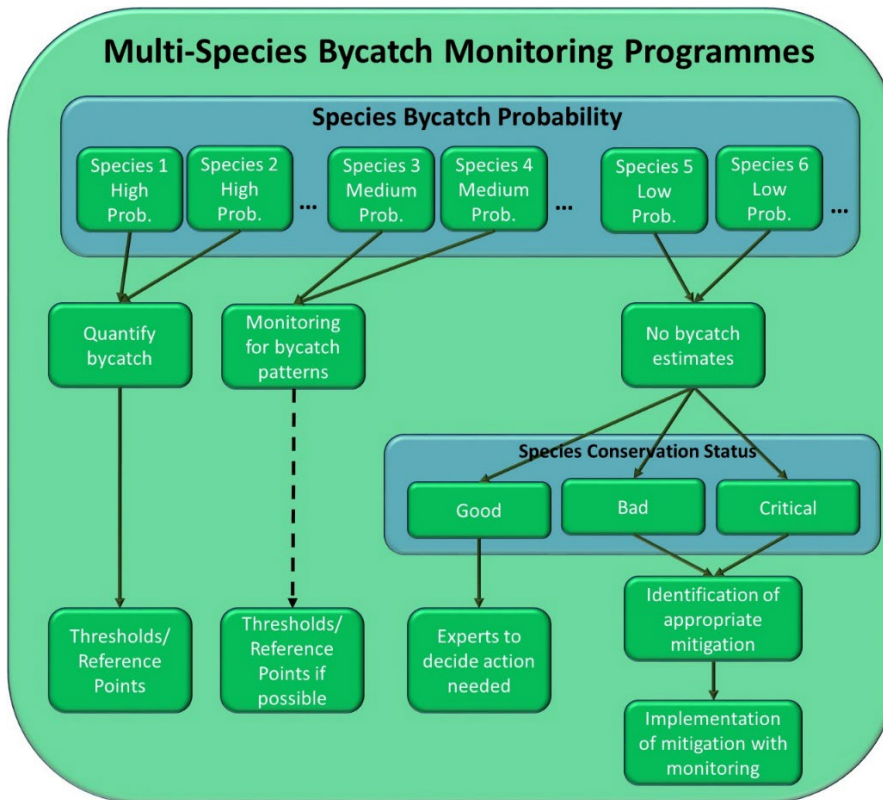 Multi-Species Bycatch Monitoring Programmes
Species Bycatch Probability
Species 1
High
Prob.
Species 2
High
Prob.
...
Species 3
Medium
Prob.
Species 4
Medium
Prob.
...
Species 5
Low
Prob.
Species 6
Low
Prob.
...
Quantify
bycatch
Monitoring
for bycatch
patterns
No bycatch
estimates
Species Conservation Status
Good
Bad
Critical
Thresholds/
Reference
Points
Thresholds/
Reference
Points if
possible
Experts to
decide action
needed
Identification of
appropriate
mitigation
Implementation
of mitigation with
monitoring